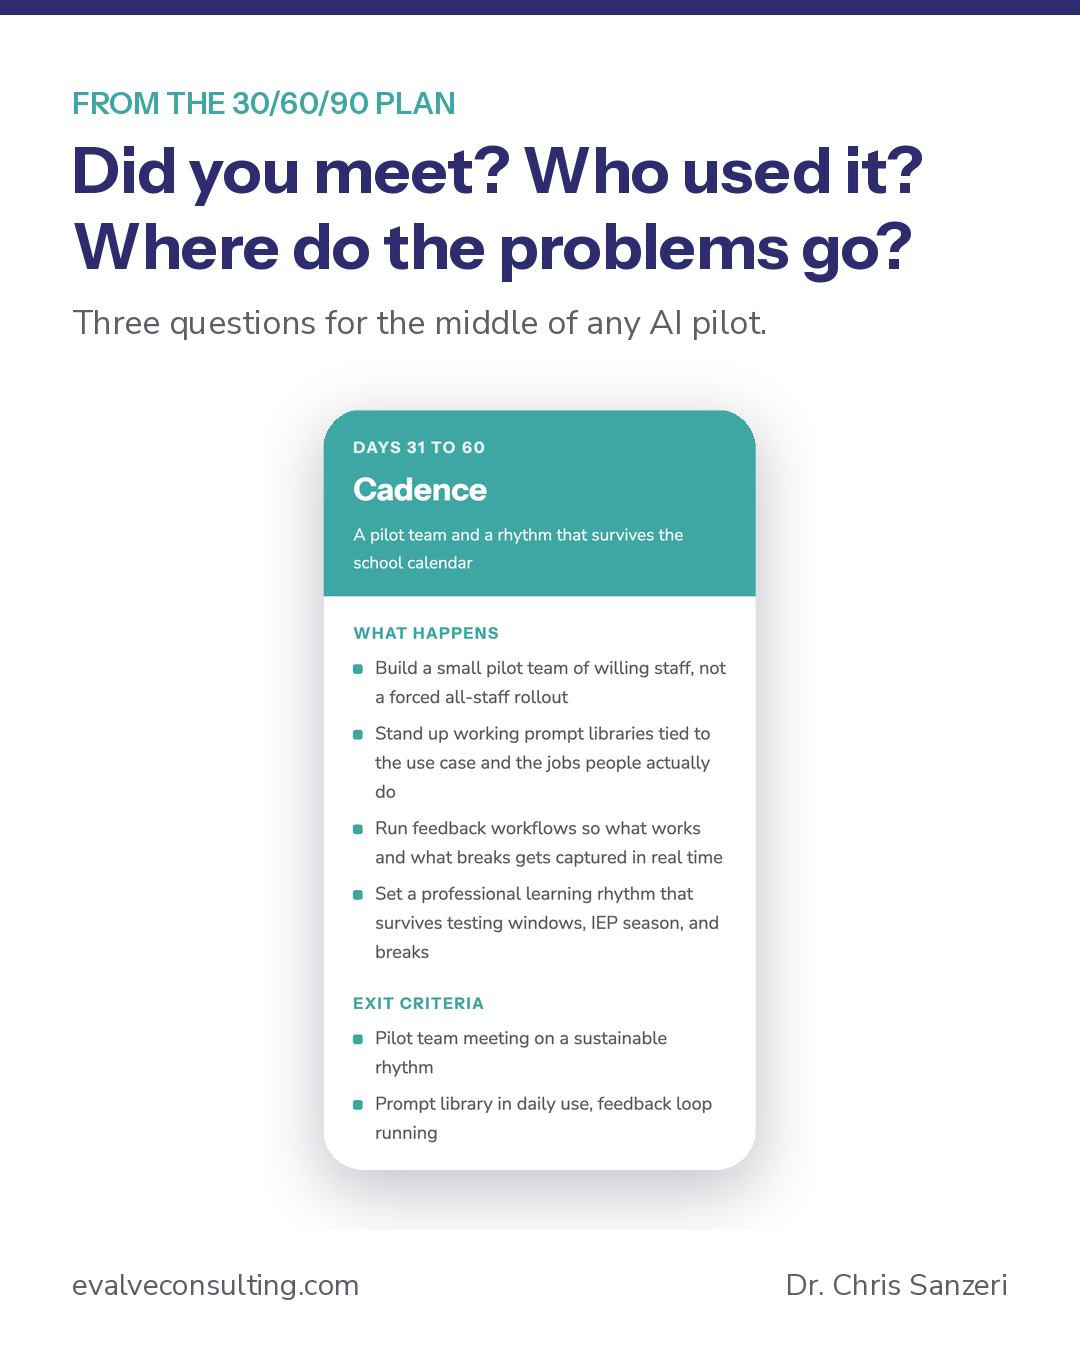 FROM THE 30/60/90 PLAN
Did you meet? Who used it?
Where do the problems go?
Three questions for the middle of any AI pilot.
DAYS 31 TO 60
Cadence
A pilot team and a rhythm that survives the
school calendar
WHAT HAPPENS
Build a small pilot team of willing staff, not
a forced all-staff rollout
Stand up working prompt libraries tied to
the use case and the jobs people actually
do
Run feedback workflows so what works
and what breaks gets captured in real time
Set a professional learning rhythm that
survives testing windows, IEP season, and
breaks
EXIT CRITERIA
Pilot team meeting on a sustainable
rhythm
Prompt library in daily use, feedback loop
running
evalveconsulting.com
Dr. Chris Sanzeri